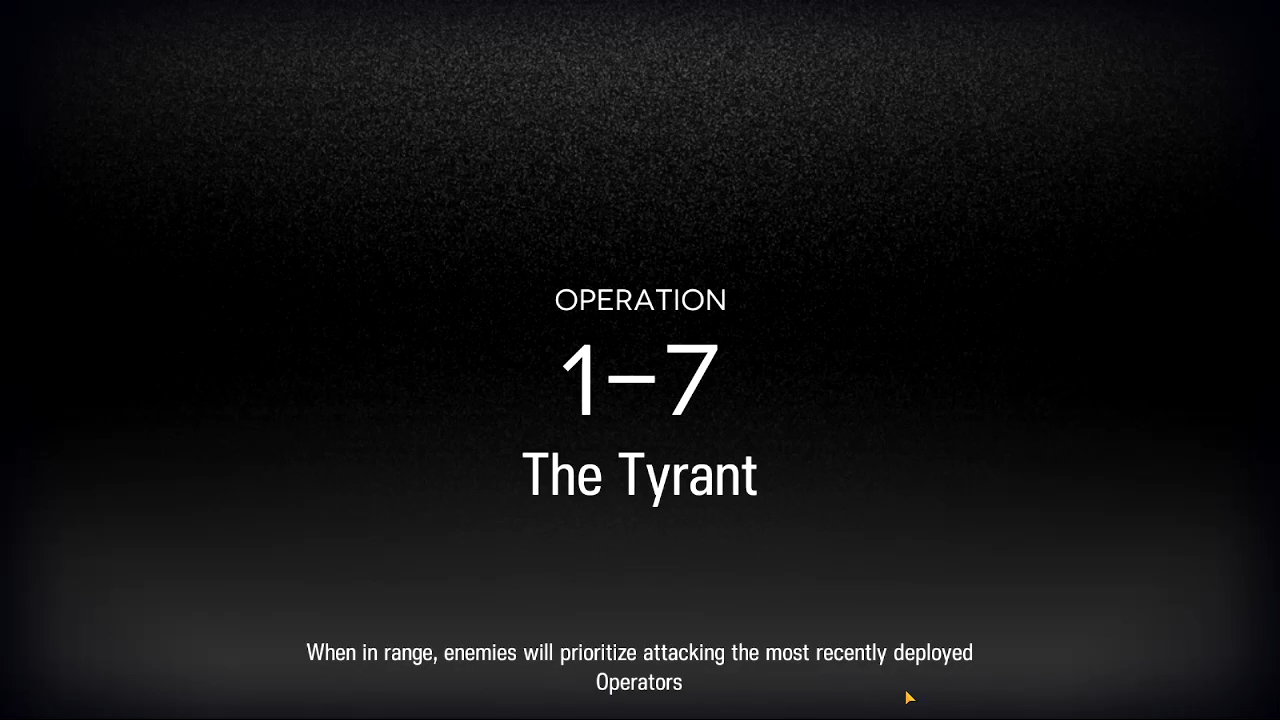 OPERATION
1–7
The Tyrant
When in range, enemies will prioritize attacking the most recently deployed
Operators